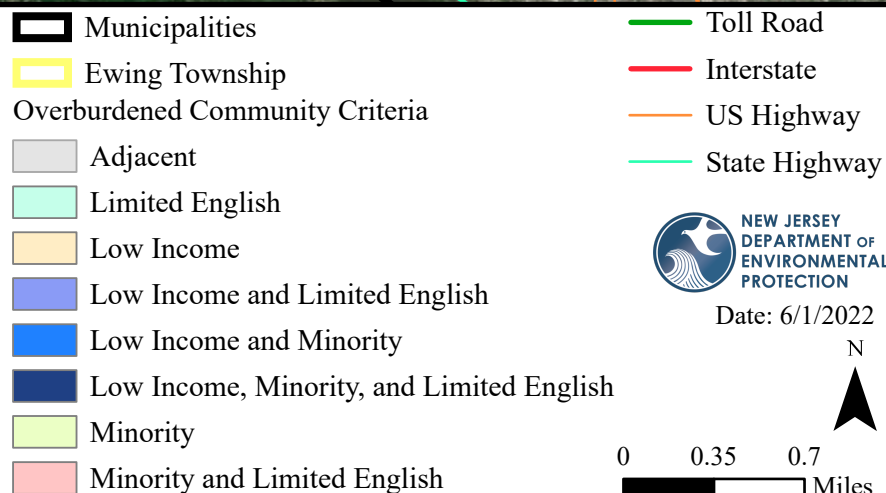 Municipalities
Ewing Township
Overburdened Community Criteria
Adjacent
Limited English
Low Income
Low Income and Limited English
Low Income and Minority
Low Income, Minority, and Limited English
Minority
Minority and Limited English
Toll Road
Interstate
US Highway
State Highway
NEW JERSEY
DEPARTMENT OF
ENVIRONMENTAL
PROTECTION
Date: 6/1/2022
N
0 0.35 0.7
Miles